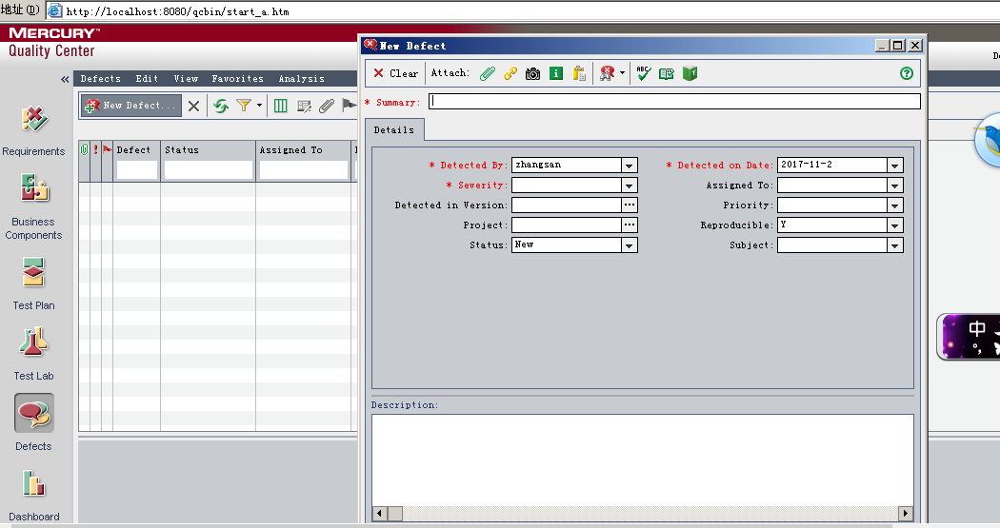 地址(D) http://localhost:8080/qcbin/start_a.htm
MERCURY™
Quality Center
«
Defects Edit View Favorites Analysis
New Defect...
Defect Status Assigned To
Requirements
Business
Components
Test Plan
Test Lab
Defects
Dashboard
New Defect
Clear Attach:
ABC
* Summary:
Details
* Detected By: zhangsan * Detected on Date: 2017-11-2
* Severity: Assigned To:
Detected in Version: ... Priority:
Project: ... Reproducible: Y
Status: New Subject:
Description:
中
°,